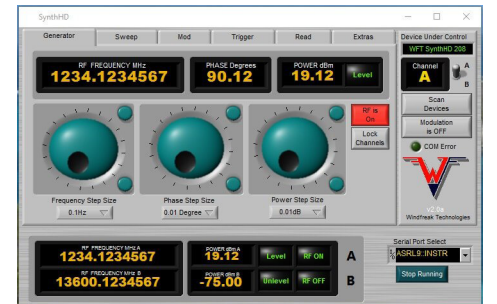 SynthHD
Generator Sweep Mod Trigger Read Extras
Device Under Control
WFT SynthHD 208
RF FREQUENCY MHz
1234.1234567
PHASE Degrees
90.12
POWER dBm
19.12
Level
Channel
A
A
B
Scan
Devices
RF is
On
Lock
Channels
Modulation
is OFF
COM Error
v2.9a
Windfreak Technologies
Frequency Step Size
0.1Hz
Phase Step Size
0.01 Degree
Power Step Size
0.01dB
RF FREQUENCY MHz A
1234.1234567
POWER dBm A
19.12
Level
RF ON
A
RF FREQUENCY MHz B
13600.1234567
POWER dBm B
-75.00
Unlevel
RF OFF
B
Serial Port Select
ASRL9::INSTR
Stop Running